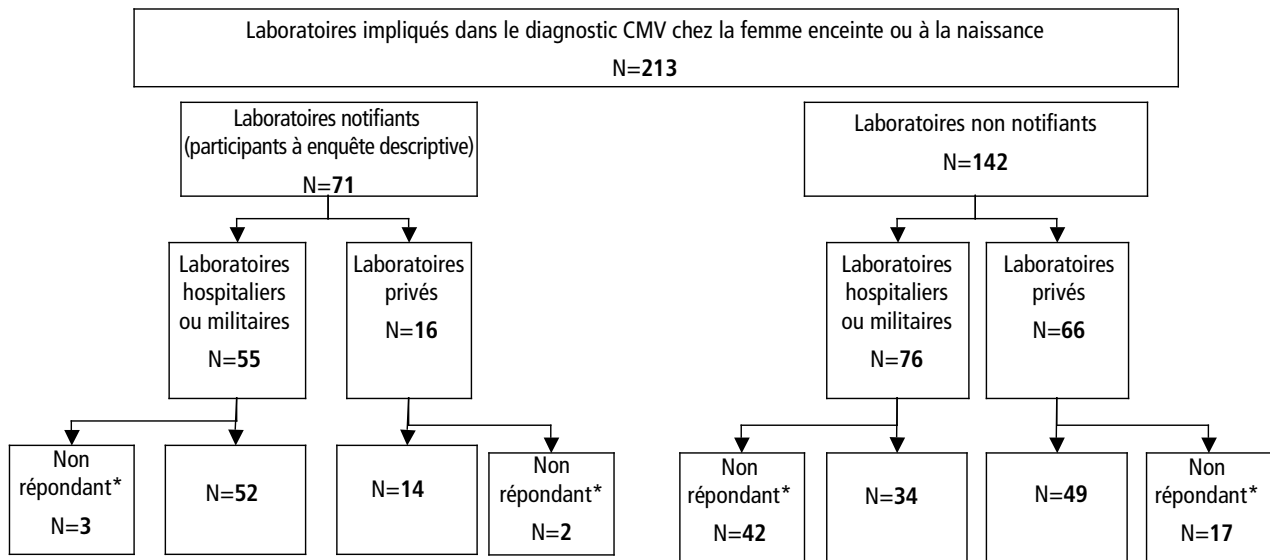 Laboratoires impliqués dans le diagnostic CMV chez la femme enceinte ou à la naissance
N=213
Laboratoires notifiants
(participants à enquête descriptive)
N=71
Laboratoires non notifiants
N=142
Laboratoires
hospitaliers
ou militaires
N=55
Laboratoires
privés
N=16
Laboratoires
hospitaliers
ou militaires
N=76
Laboratoires
privés
N=66
Non
répondant*
N=3
N=52
N=14
Non
répondant*
N=2
Non
répondant*
N=42
N=34
N=49
Non
répondant*
N=17